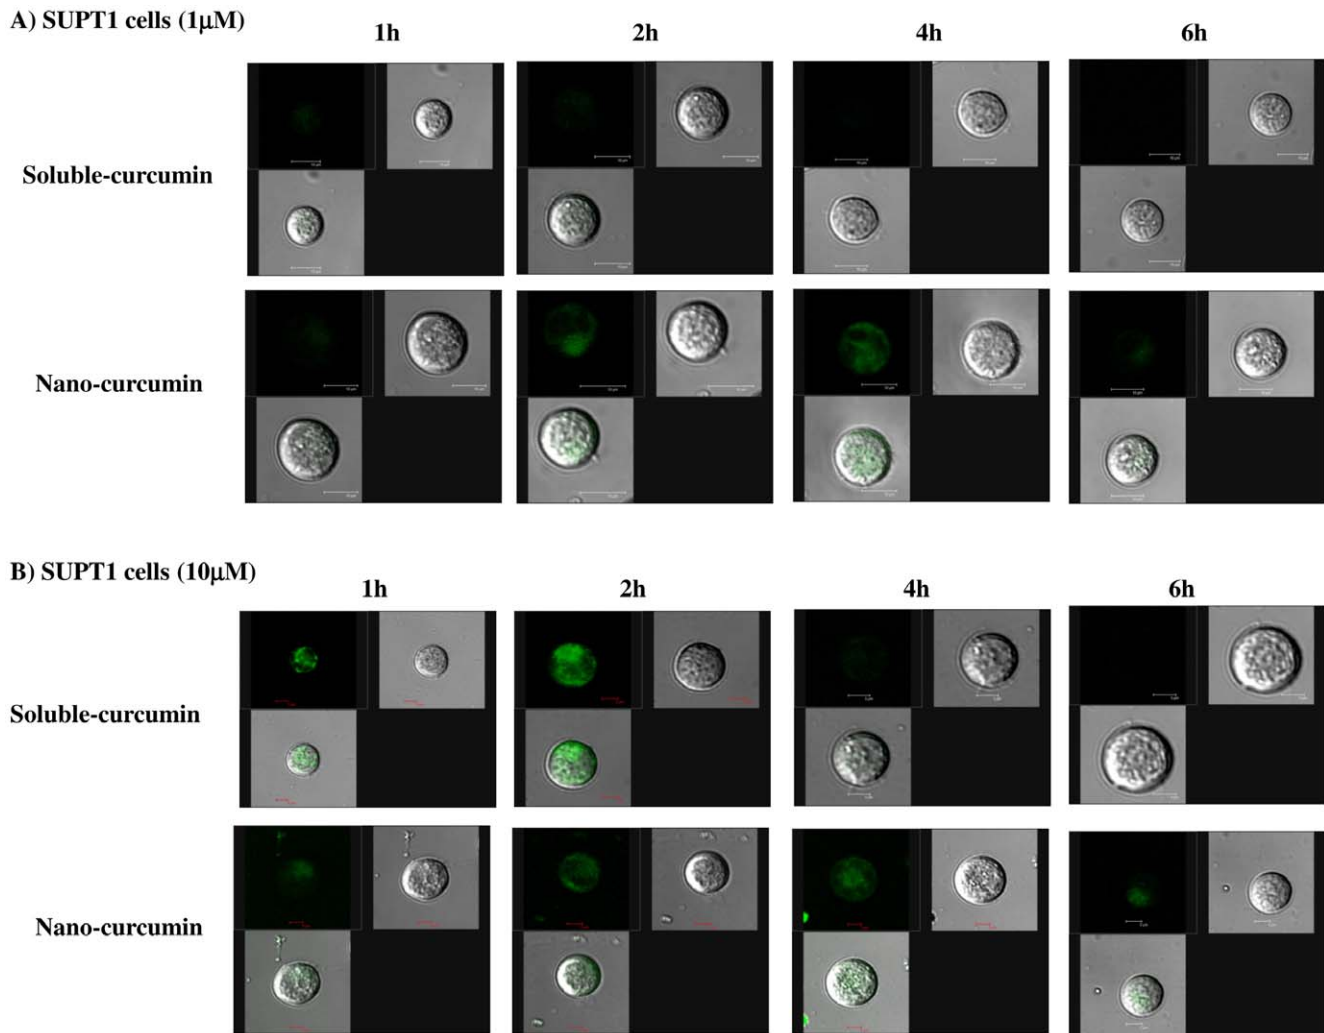 A) SUPT1 cells (1μM)
1h 2h 4h 6h
Soluble-curcumin
Nano-curcumin
B) SUPT1 cells (10μM)
1h 2h 4h 6h
Soluble-curcumin
Nano-curcumin